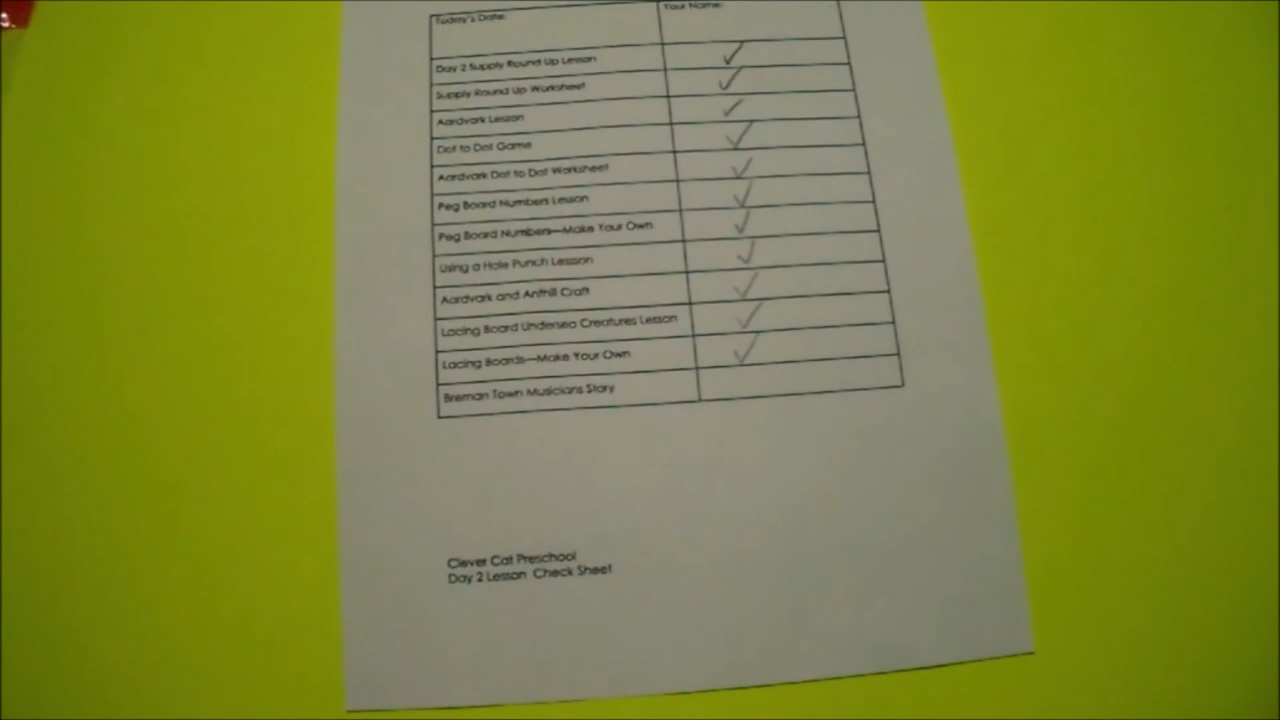 Today's Date: Your Name:
Day 2 Supply Round Up Lesson ✓
Supply Round Up Worksheet ✓
Aardvark Lesson ✓
Dot to Dot Game ✓
Aardvark Dot to Dot Worksheet ✓
Peg Board Numbers Lesson ✓
Peg Board Numbers—Make Your Own ✓
Using a Hole Punch Lesson ✓
Aardvark and Anthill Craft ✓
Lacing Board Undersea Creatures Lesson ✓
Lacing Boards—Make Your Own ✓
Breman Town Musicians Story
Clever Cat Preschool
Day 2 Lesson Check Sheet